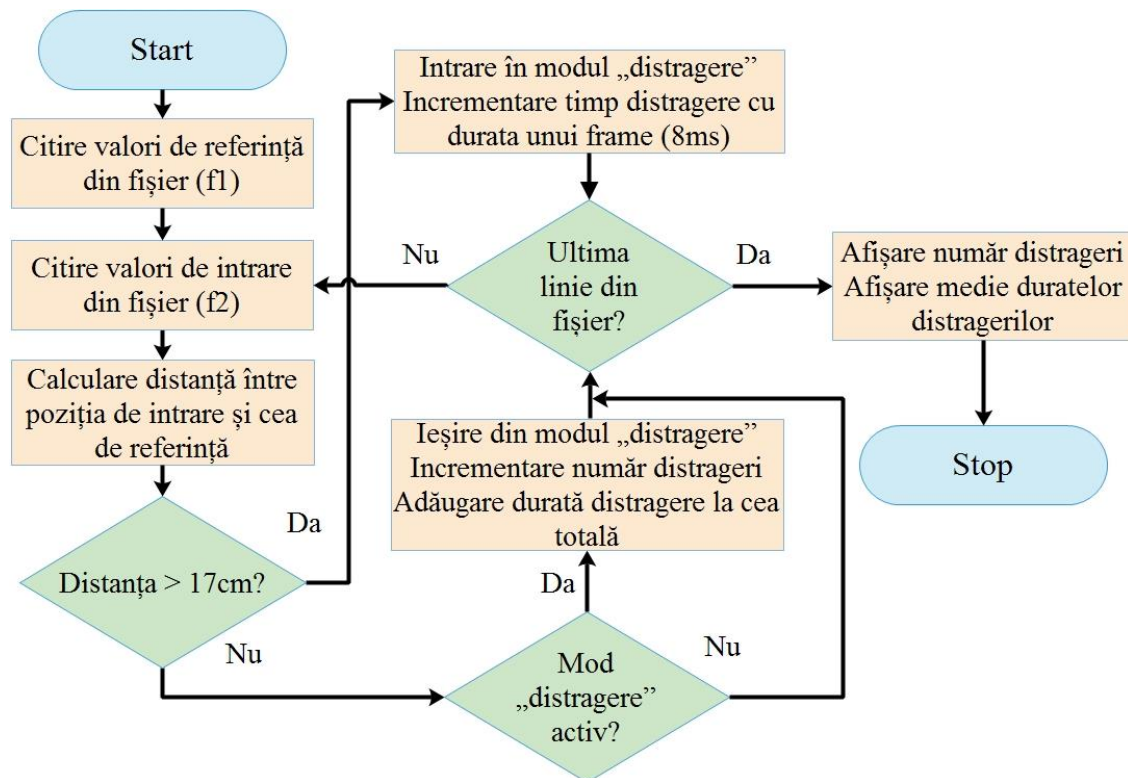 Start
Citire valori de referință
din fișier (f1)
Citire valori de intrare
din fișier (f2)
Calculare distanță între
poziția de intrare și cea
de referință
Distanța > 17cm?
Da
Nu
Intrare în modul „distragere”
Incrementare timp distragere cu
durata unui frame (8ms)
Ultima
linie din
fișier?
Nu
Da
Ieșire din modul „distragere”
Incrementare număr distrageri
Adăugare durată distragere la cea
totală
Da
Mod
„distragere”
activ?
Nu
Afișare număr distrageri
Afișare medie duratelor
distragerilor
Stop